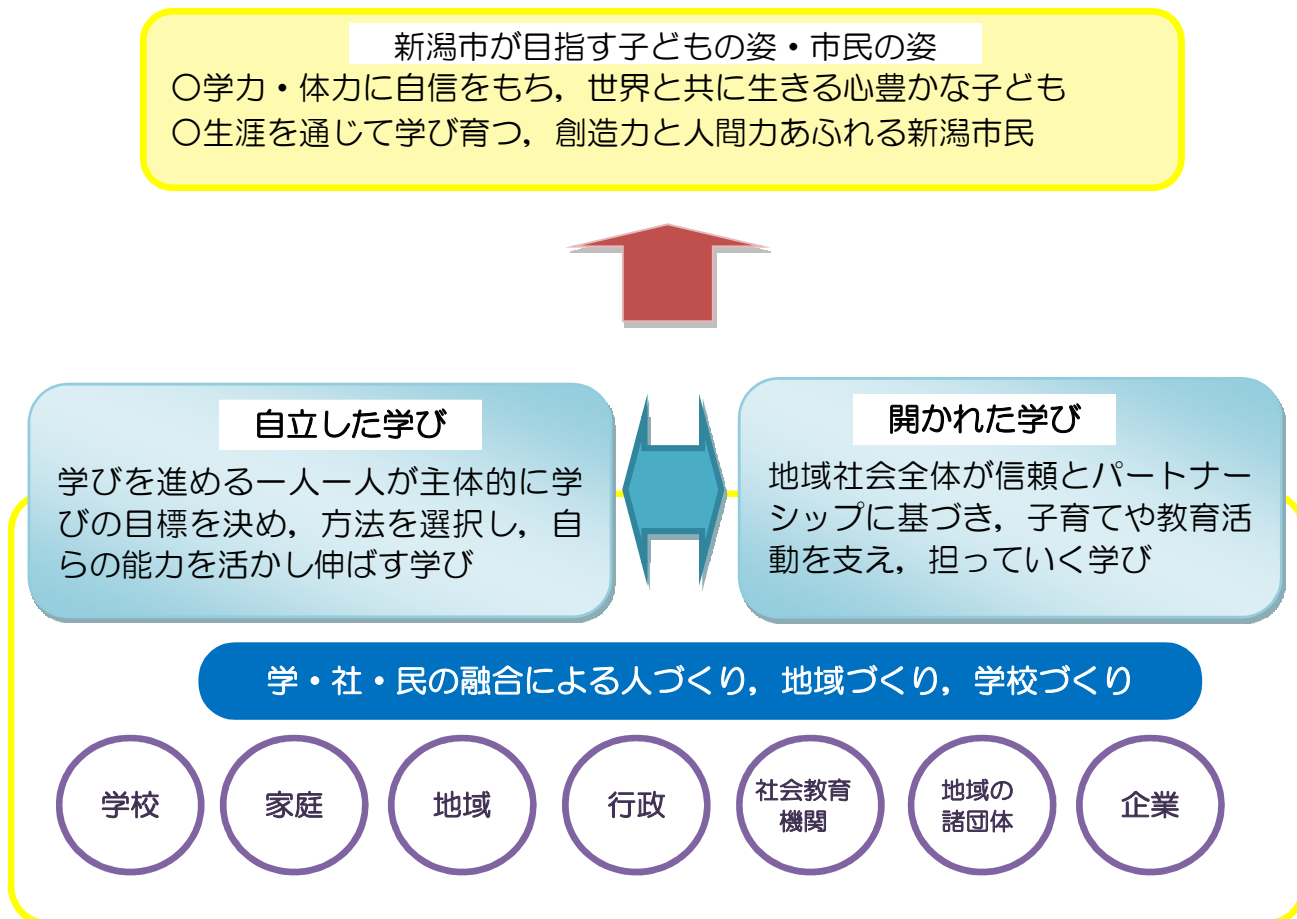 新潟市が目指す子どもの姿・市民の姿
○学力・体力に自信をもち，世界と共に生きる心豊かな子ども
○生涯を通じて学び育つ，創造力と人間力あふれる新潟市民
自立した学び
学びを進める一人一人が主体的に学
びの目標を決め，方法を選択し，自
らの能力を活かし伸ばす学び
開かれた学び
地域社会全体が信頼とパートナー
シップに基づき，子育てや教育活
動を支え，担っていく学び
学・社・民の融合による人づくり，地域づくり，学校づくり
学校
家庭
地域
行政
社会教育
機関
地域の
諸団体
企業